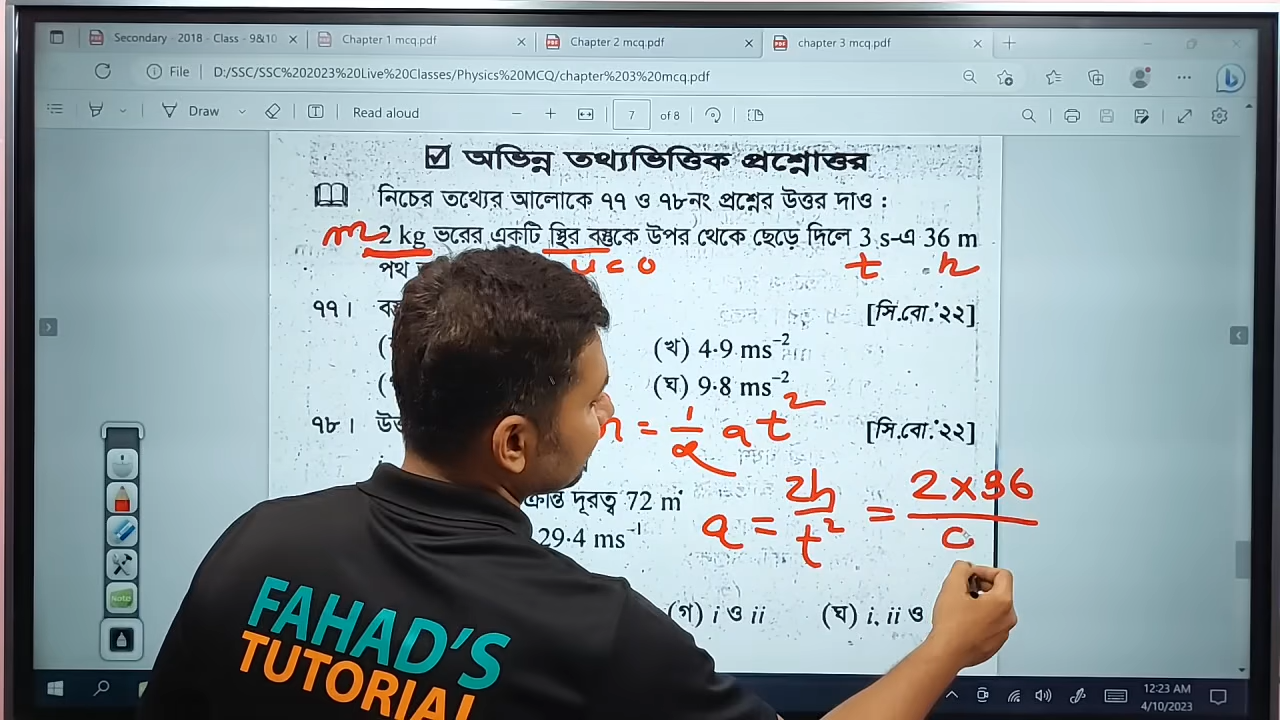 Secondary - 2018 - Class - 9&10
Chapter 1 mcq.pdf
Chapter 2 mcq.pdf
chapter 3 mcq.pdf
File
D:/SSC/SSC%202023%20Live%20Classes/Physics%20MCQ/chapter%203%20mcq.pdf
Draw
Read aloud
7
of 8
অভিন্ন তথ্যভিত্তিক প্রশ্নোত্তর
নিচের তথ্যের আলোকে ৭৭ ও ৭৮নং প্রশ্নের উত্তর দাও :
m 2 kg ভরের একটি স্থির বস্তুকে উপর থেকে ছেড়ে দিলে 3 s-এ 36 m
পথ u = 0 t h
৭৭। [সি.বো.'২২]
(খ) 4·9 ms⁻²
(ঘ) 9·8 ms⁻²
h = 1/2 at²
৭৮। [সি.বো.'২২]
দূরত্ব 72 m
a = 2h/t² = 2×36
29.4 ms⁻¹
(গ) i ও ii (ঘ) i, ii ও
Note
FAHAD'S
TUTORIAL
12:23 AM
4/10/2023